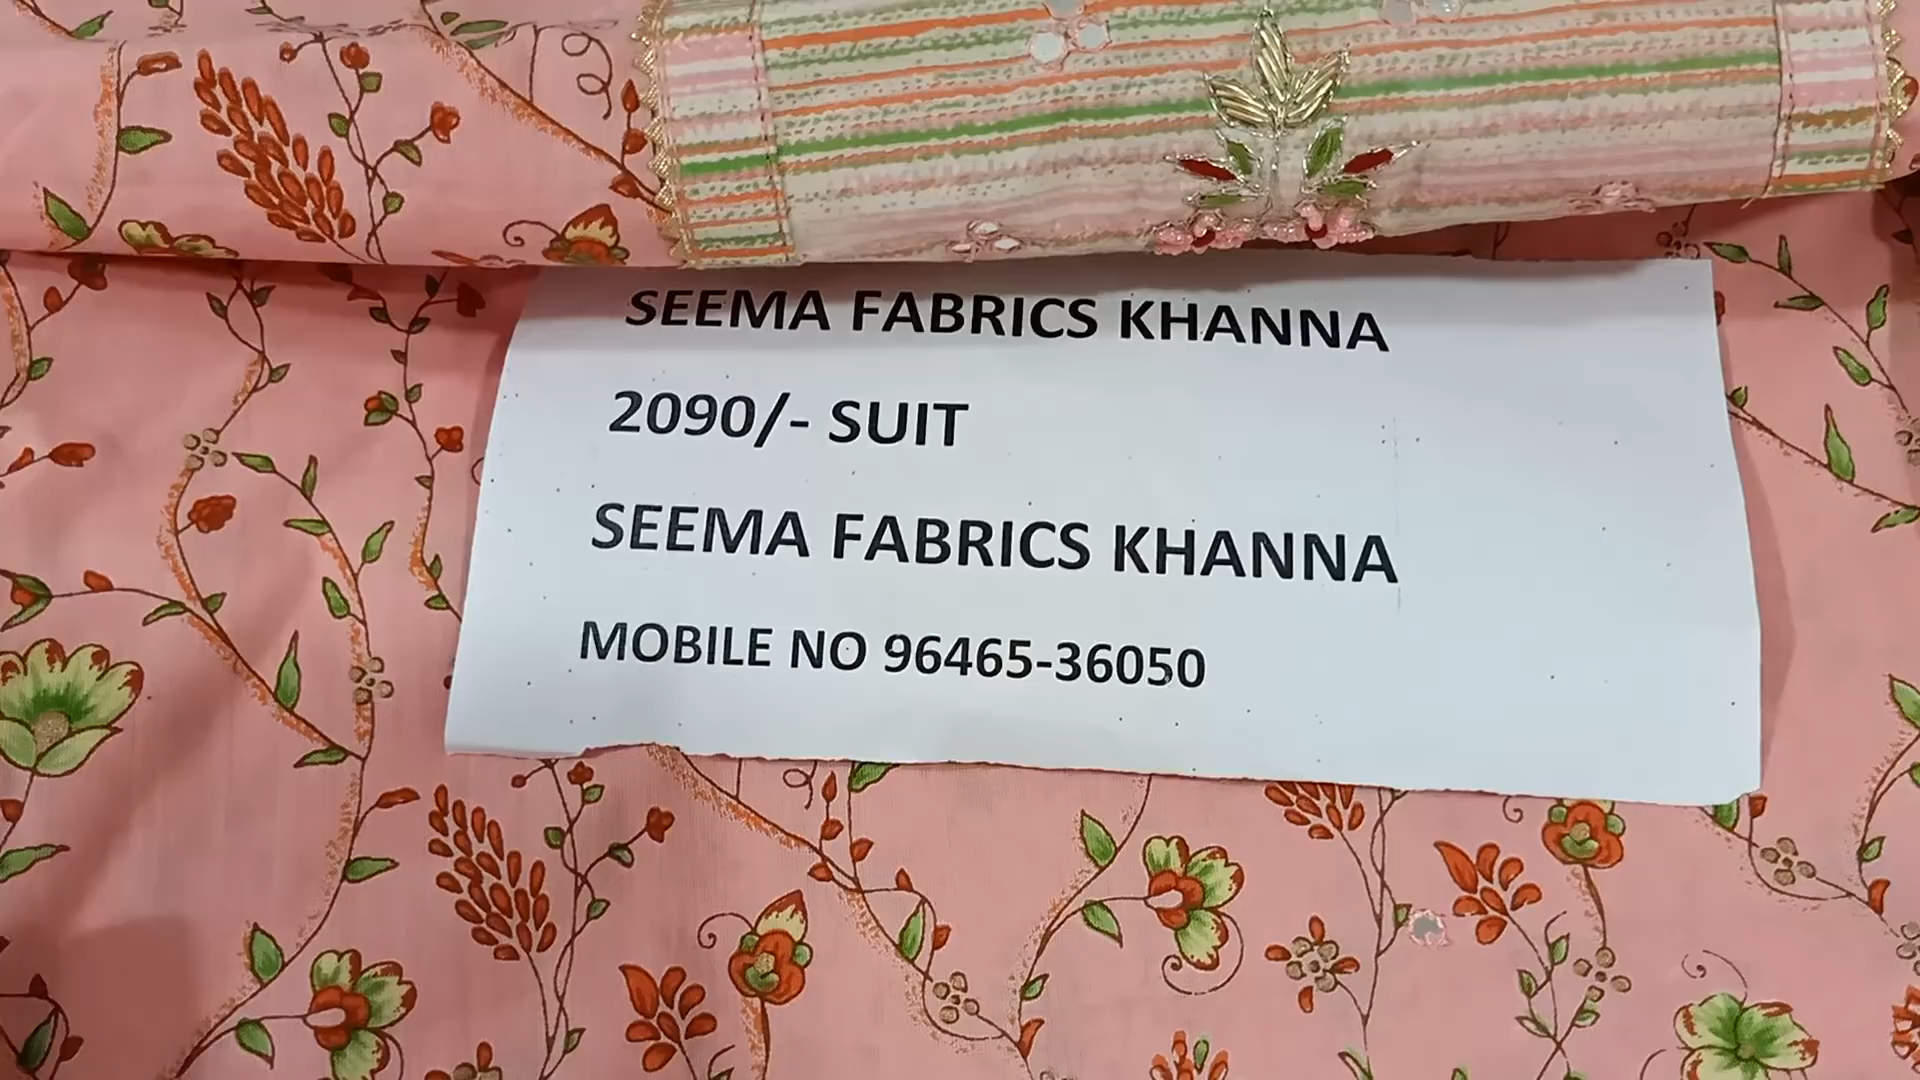 SEEMA FABRICS KHANNA
2090/- SUIT
SEEMA FABRICS KHANNA
MOBILE NO 96465-36050